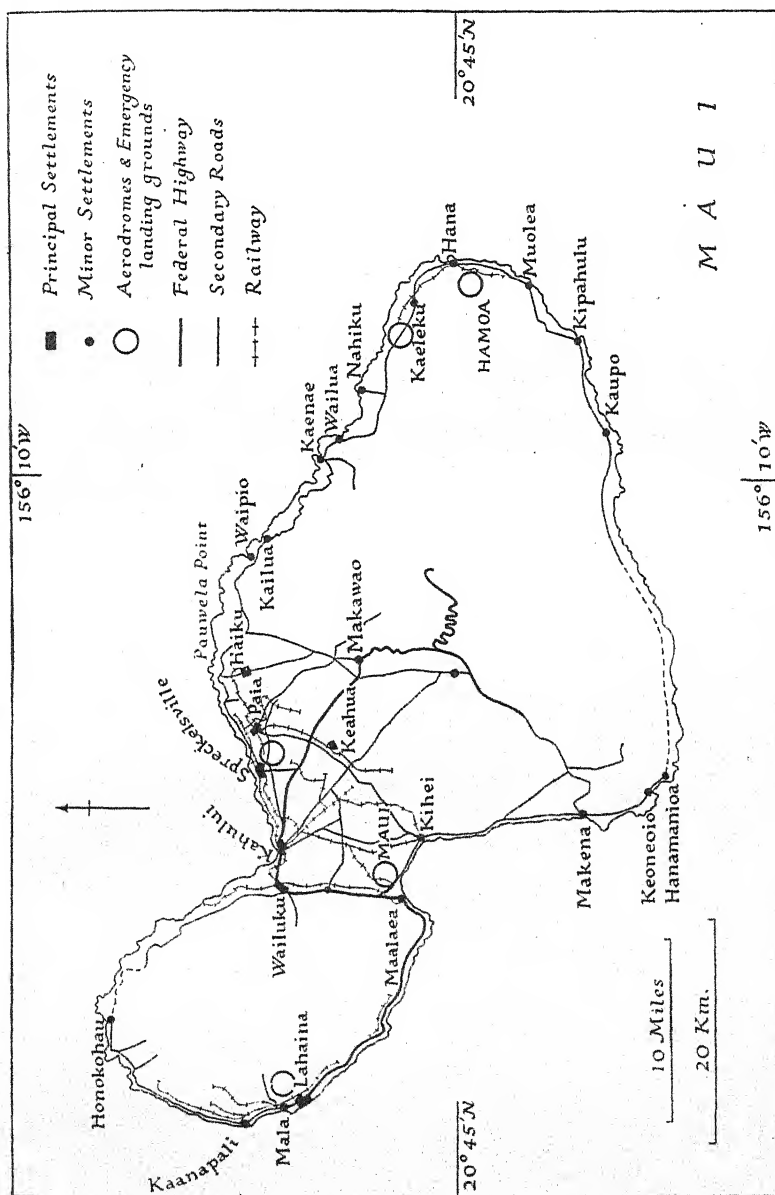 156° 10′W
20° 45′N
Principal Settlements
Minor Settlements
Aerodromes & Emergency
landing grounds
Federal Highway
Secondary Roads
Railway
MAUI
Honokohau
Kaanapali
Mala
Lahaina
Wailuku
Maalaea
Kahului
Spreckelsville
Paia
Haiku
Pauwela Point
Waipio
Kailua
Kaenae
Wailua
Nahiku
Kaeleku
Hana
HAMOA
Muolea
Kipahulu
Kaupo
Makawao
Keahua
MAUI
Kihei
Makena
Keoneoio
Hanamanioa
10 Miles
20 Km.
20° 45′N
156° 10′W